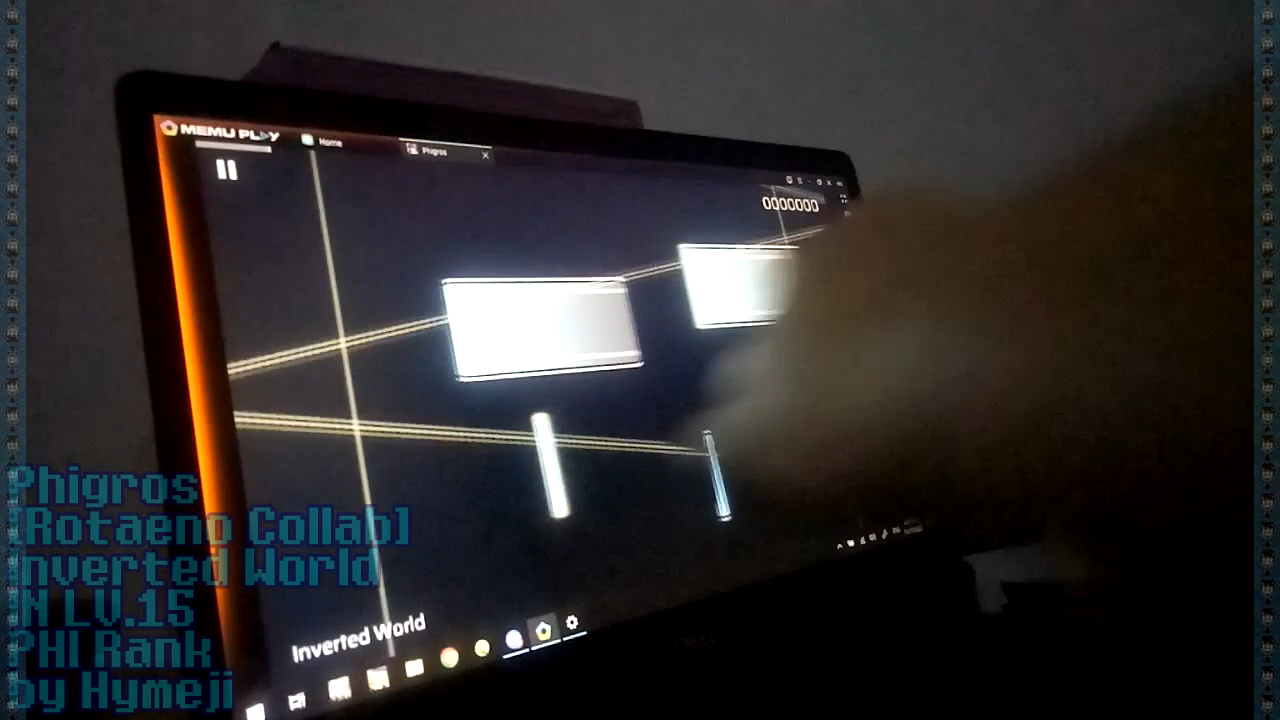 MEMU PLAY
Home
Phigros
0000000
Inverted World
DELL
Phigros
[Rotaeno Collab]
Inverted World
IN LV.15
PHI Rank
by Hymeji